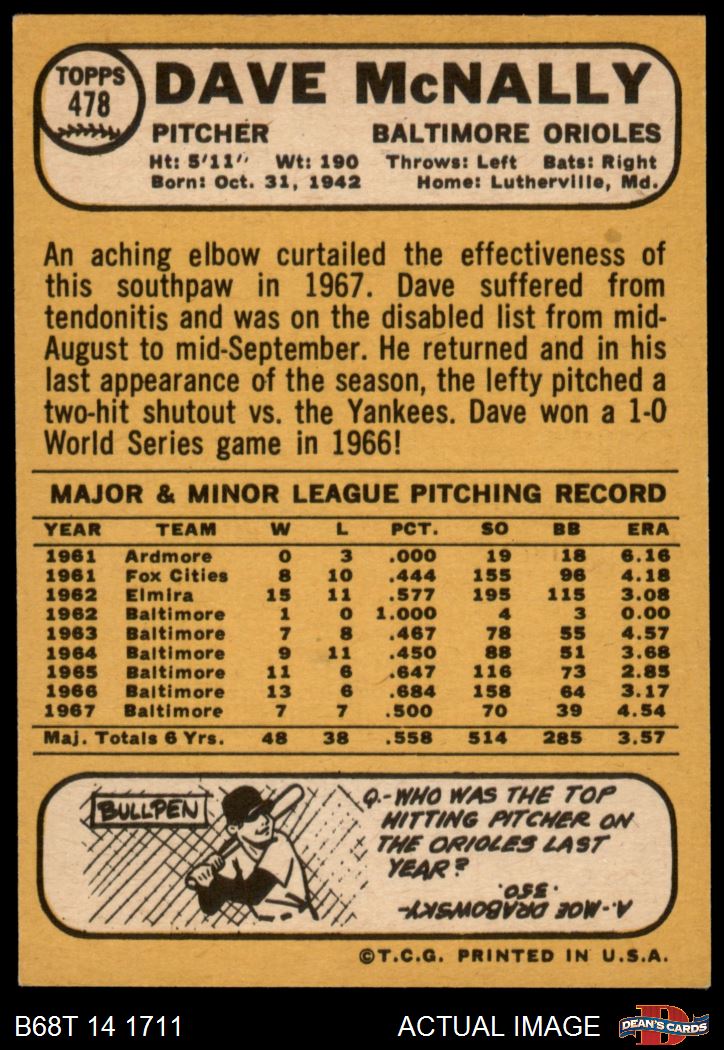 TOPPS
478
DAVE McNALLY
PITCHER BALTIMORE ORIOLES
Ht: 5'11" Wt: 190 Throws: Left Bats: Right
Born: Oct. 31, 1942 Home: Lutherville, Md.
An aching elbow curtailed the effectiveness of
this southpaw in 1967. Dave suffered from
tendonitis and was on the disabled list from mid-
August to mid-September. He returned and in his
last appearance of the season, the lefty pitched a
two-hit shutout vs. the Yankees. Dave won a 1-0
World Series game in 1966!
MAJOR & MINOR LEAGUE PITCHING RECORD
YEAR TEAM W L PCT. SO BB ERA
1961 Ardmore 0 3 .000 19 18 6.16
1961 Fox Cities 8 10 .444 155 96 4.18
1962 Elmira 15 11 .577 195 115 3.08
1962 Baltimore 1 0 1.000 4 3 0.00
1963 Baltimore 7 8 .467 78 55 4.57
1964 Baltimore 9 11 .450 88 51 3.68
1965 Baltimore 11 6 .647 116 73 2.85
1966 Baltimore 13 6 .684 158 64 3.17
1967 Baltimore 7 7 .500 70 39 4.54
Maj. Totals 6 Yrs. 48 38 .558 514 285 3.57
BULLPEN
Q.-WHO WAS THE TOP
HITTING PITCHER ON
THE ORIOLES LAST
YEAR?
A.-MOE DRABOWSKY-
.350.
©T.C.G. PRINTED IN U.S.A.
B68T 14 1711 ACTUAL IMAGE
D
DEAN'S CARDS